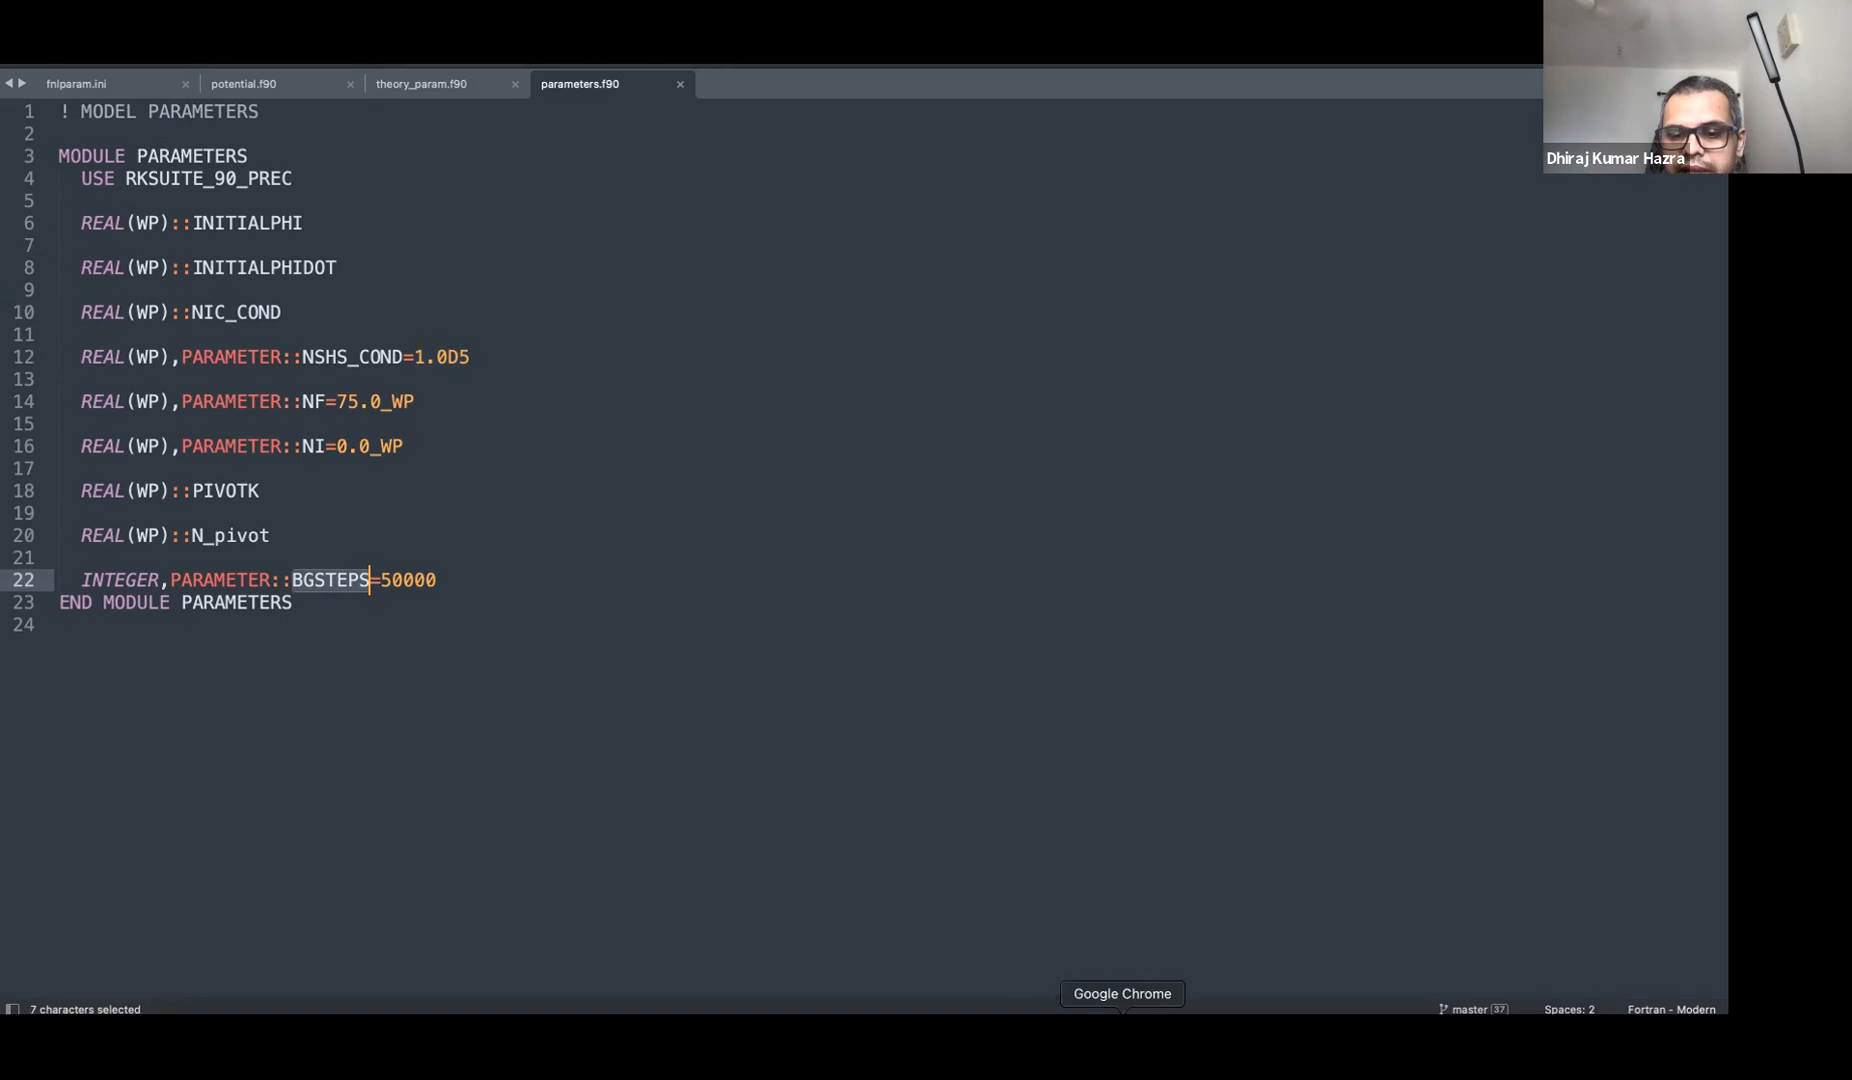 fnlparam.ini × potential.f90 × theory_param.f90 × parameters.f90 ×
1 ! MODEL PARAMETERS
2
3 MODULE PARAMETERS
4 USE RKSUITE_90_PREC
5
6 REAL(WP)::INITIALPHI
7
8 REAL(WP)::INITIALPHIDOT
9
10 REAL(WP)::NIC_COND
11
12 REAL(WP),PARAMETER::NSHS_COND=1.0D5
13
14 REAL(WP),PARAMETER::NF=75.0_WP
15
16 REAL(WP),PARAMETER::NI=0.0_WP
17
18 REAL(WP)::PIVOTK
19
20 REAL(WP)::N_pivot
21
22 INTEGER,PARAMETER::BGSTEPS=50000
23 END MODULE PARAMETERS
24
Dhiraj Kumar Hazra
Google Chrome
7 characters selected
master 37 Spaces: 2 Fortran - Modern